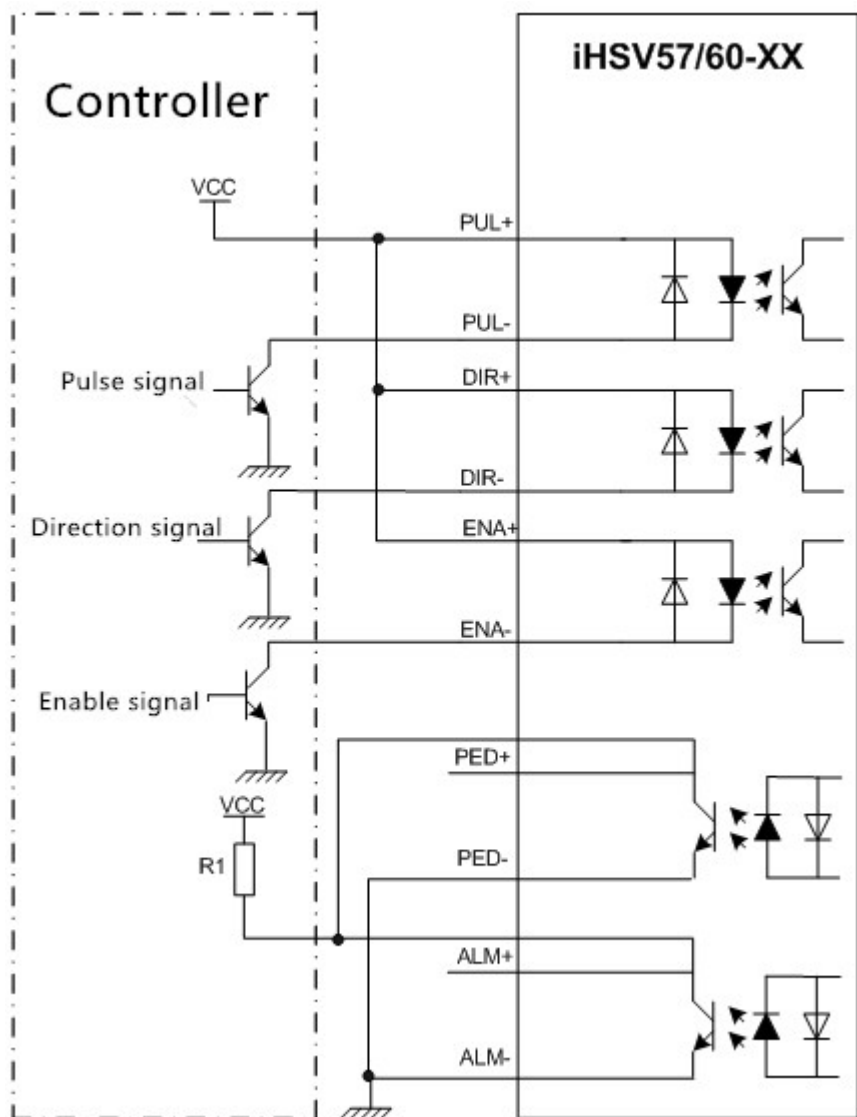 iHSV57/60-XX
Controller
VCC
PUL+
PUL-
Pulse signal
DIR+
DIR-
Direction signal
ENA+
ENA-
Enable signal
PED+
VCC
R1
PED-
ALM+
ALM-